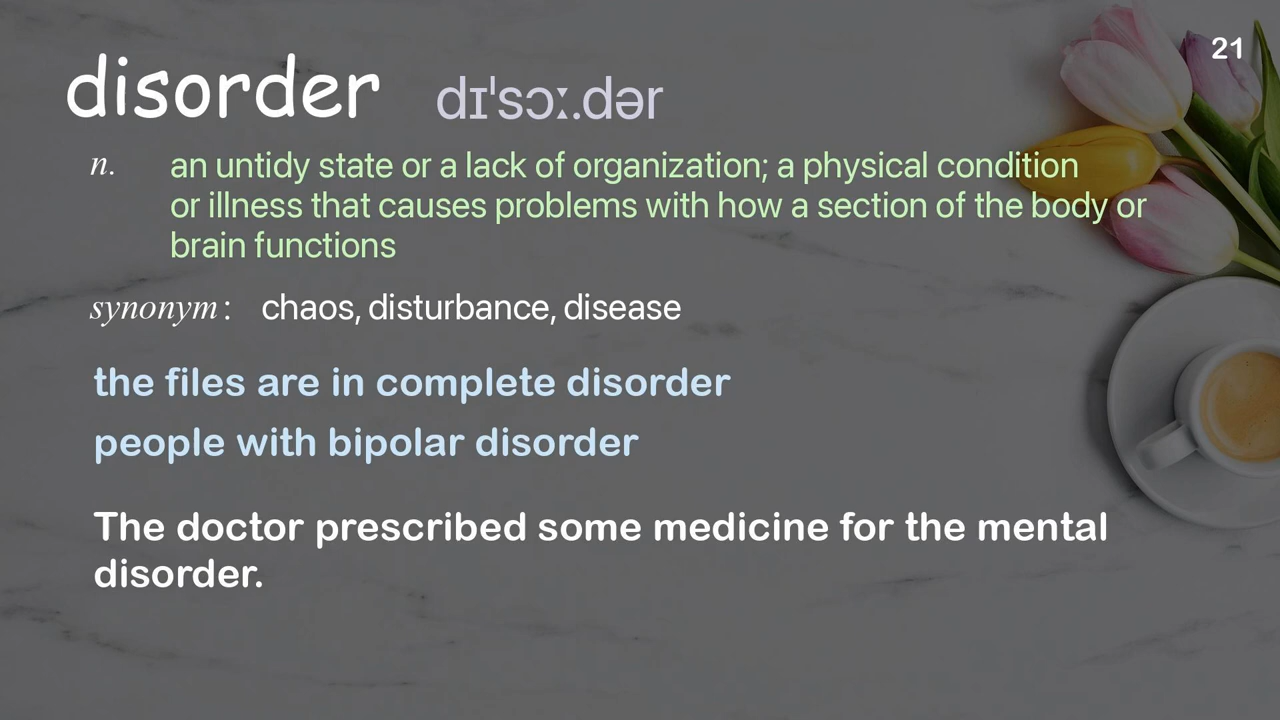 21
disorder dɪˈsɔː.dər
n. an untidy state or a lack of organization; a physical condition
or illness that causes problems with how a section of the body or
brain functions
synonym: chaos, disturbance, disease
the files are in complete disorder
people with bipolar disorder
The doctor prescribed some medicine for the mental
disorder.